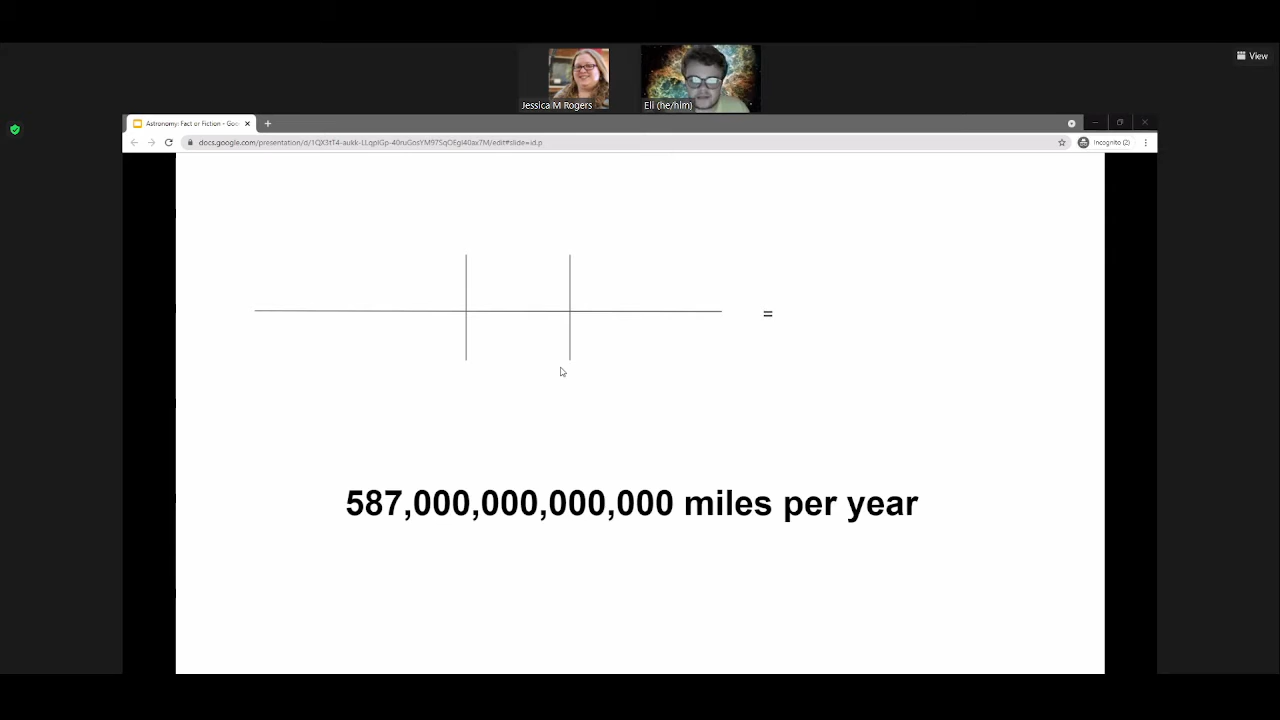 View
Jessica M Rogers
Eli (he/him)
Astronomy: Fact or Fiction - Goo
Incognito (2)
=
587,000,000,000,000 miles per year